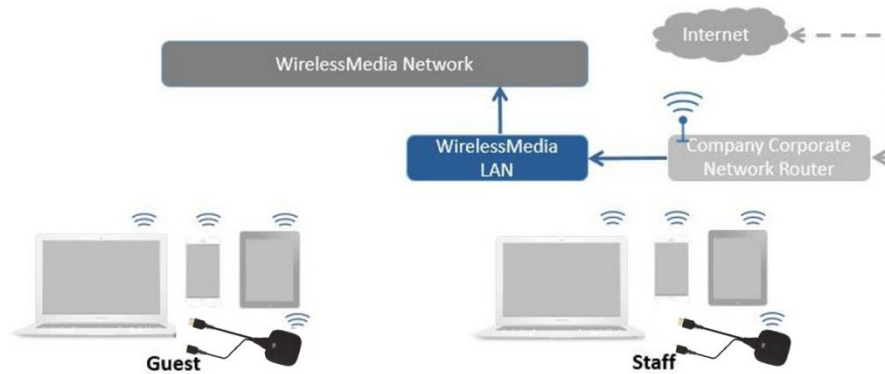 Internet
WirelessMedia Network
WirelessMedia
LAN
Company Corporate
Network Router
Guest
Staff